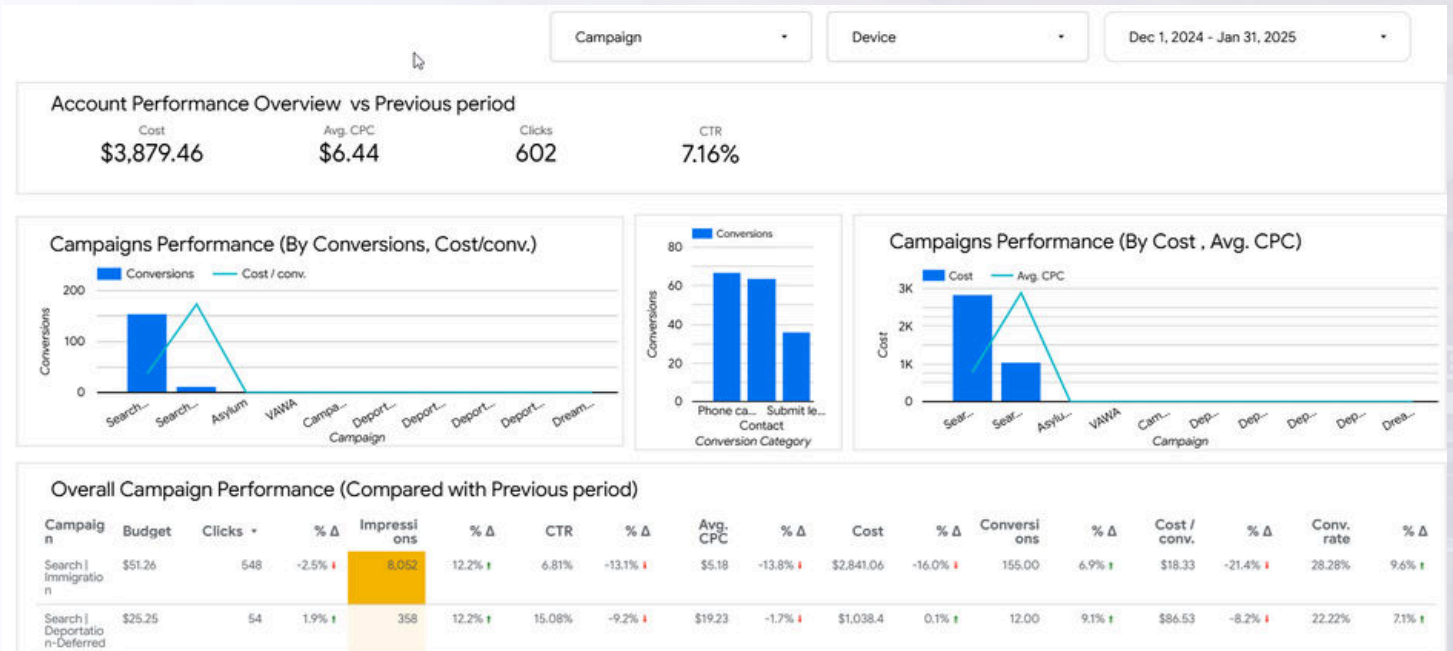 Campaign
Device
Dec 1, 2024 - Jan 31, 2025
Account Performance Overview vs Previous period
Cost Avg. CPC Clicks CTR
$3,879.46 $6.44 602 7.16%
Campaigns Performance (By Conversions, Cost/conv.)
Conversions Cost / conv.
200
100
0
Conversions
Search... Search... Asylum VAWA Campa... Deport... Deport... Deport... Deport... Dream...
Campaign
Conversions
80
60
40
20
0
Conversions
Phone ca... Submit le...
Contact
Conversion Category
Campaigns Performance (By Cost , Avg. CPC)
Cost Avg. CPC
3K
2K
1K
0
Cost
Sear... Sear... Asylu... VAWA Cam... Dep... Dep... Dep... Dep... Drea...
Campaign
Overall Campaign Performance (Compared with Previous period)
Campaig
n Budget Clicks % Δ Impressi
ons % Δ CTR % Δ Avg.
CPC % Δ Cost % Δ Conversi
ons % Δ Cost /
conv. % Δ Conv.
rate % Δ
Search | $51.26 548 -2.5% 8,052 12.2% 6.81% -13.1% $5.18 -13.8% $2,841.06 -16.0% 155.00 6.9% $18.33 -21.4% 28.28% 9.6%
Immigratio
n
Search | $25.25 54 1.9% 358 12.2% 15.08% -9.2% $19.23 -1.7% $1,038.4 0.1% 12.00 9.1% $86.53 -8.2% 22.22% 7.1%
Deportatio
n-Deferred